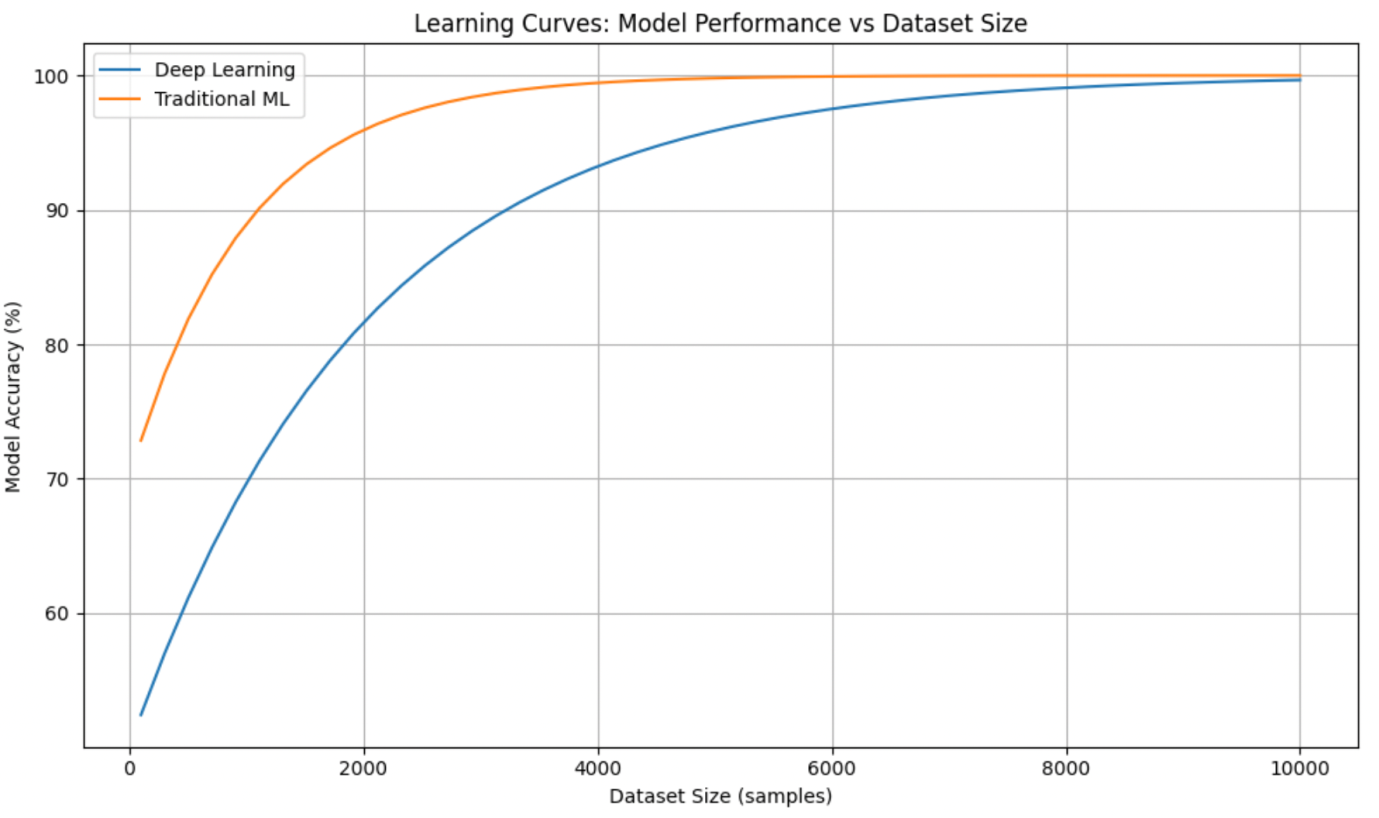 Learning Curves: Model Performance vs Dataset Size
Deep Learning
Traditional ML
Model Accuracy (%)
100
90
80
70
60
0 2000 4000 6000 8000 10000
Dataset Size (samples)